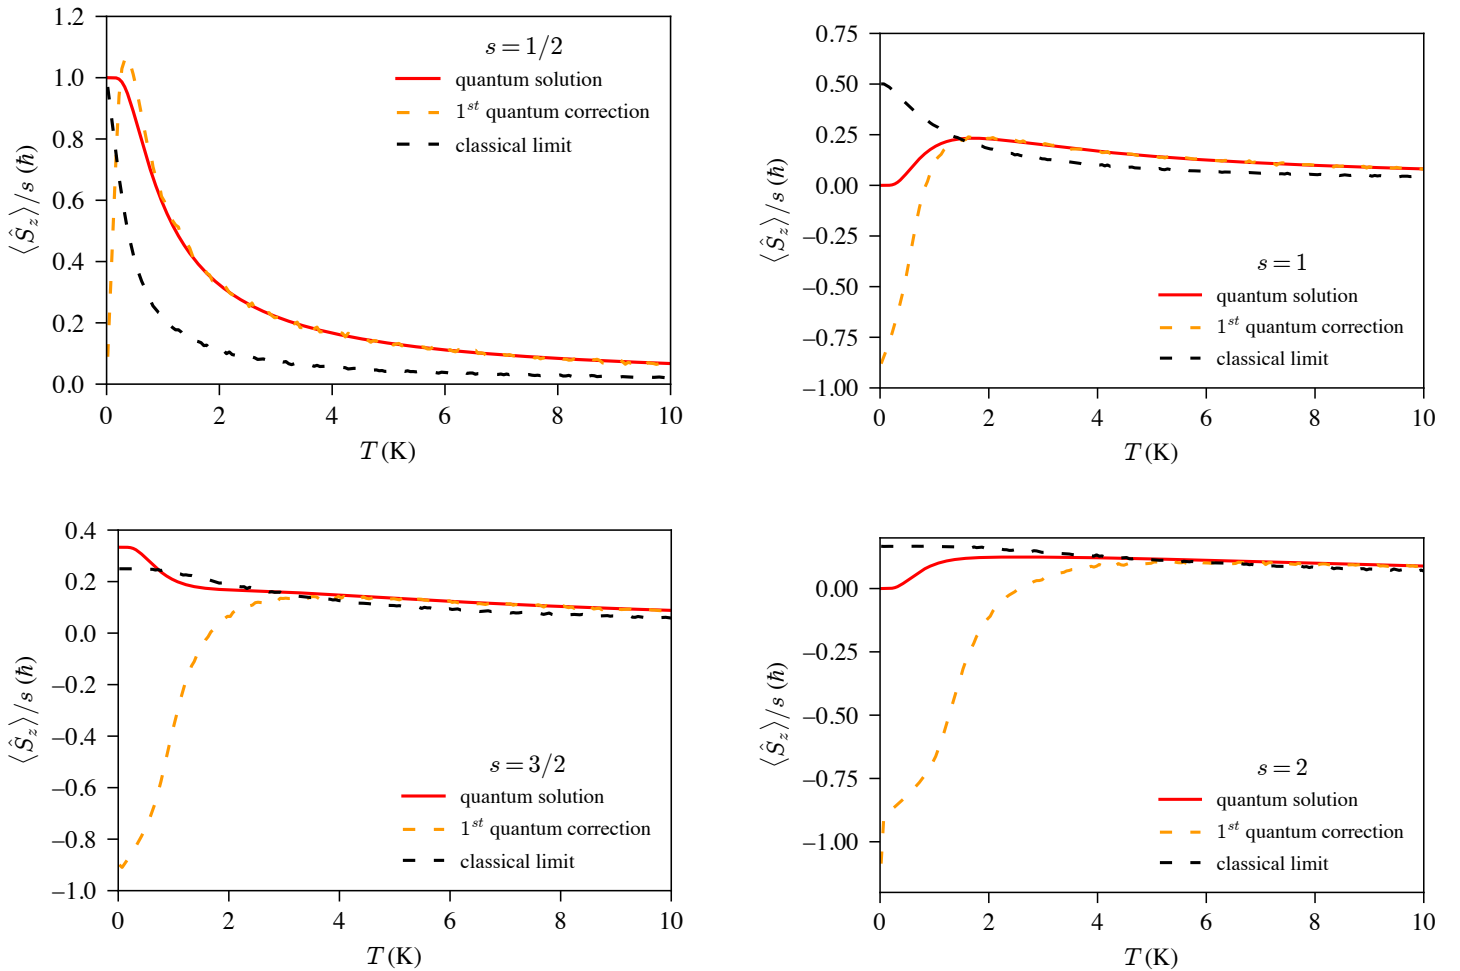 s = 1/2
quantum solution
1st quantum correction
classical limit
1.2
1.0
0.8
0.6
0.4
0.2
0.0
0 2 4 6 8 10
T (K)
⟨Ŝz⟩/s (ħ)
s = 1
quantum solution
1st quantum correction
classical limit
0.75
0.50
0.25
0.00
−0.25
−0.50
−0.75
−1.00
0 2 4 6 8 10
T (K)
⟨Ŝz⟩/s (ħ)
s = 3/2
quantum solution
1st quantum correction
classical limit
0.4
0.2
0.0
−0.2
−0.4
−0.6
−0.8
−1.0
0 2 4 6 8 10
T (K)
⟨Ŝz⟩/s (ħ)
s = 2
quantum solution
1st quantum correction
classical limit
0.00
−0.25
−0.50
−0.75
−1.00
0 2 4 6 8 10
T (K)
⟨Ŝz⟩/s (ħ)